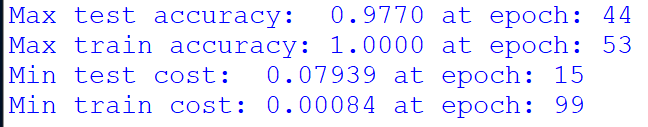 Max test accuracy:  0.9770 at epoch: 44
Max train accuracy: 1.0000 at epoch: 53
Min test cost:  0.07939 at epoch: 15
Min train cost: 0.00084 at epoch: 99